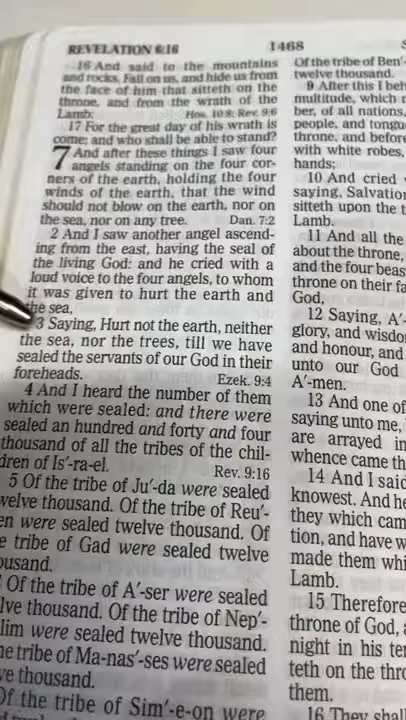 REVELATION 6:16
1468
16 And said to the mountains
and rocks, Fall on us, and hide us from
the face of him that sitteth on the
throne, and from the wrath of the
Lamb: Hos. 10:8; Rev. 9:6
17 For the great day of his wrath is
come; and who shall be able to stand?
7 And after these things I saw four
angels standing on the four cor-
ners of the earth, holding the four
winds of the earth, that the wind
should not blow on the earth, nor on
the sea, nor on any tree. Dan. 7:2
2 And I saw another angel ascend-
ing from the east, having the seal of
the living God: and he cried with a
loud voice to the four angels, to whom
it was given to hurt the earth and
the sea,
3 Saying, Hurt not the earth, neither
the sea, nor the trees, till we have
sealed the servants of our God in their
foreheads. Ezek. 9:4
4 And I heard the number of them
which were sealed: and there were
sealed an hundred and forty and four
thousand of all the tribes of the chil-
dren of Is′-ra-el. Rev. 9:16
5 Of the tribe of Ju′-da were sealed
welve thousand. Of the tribe of Reu′-
en were sealed twelve thousand. Of
e tribe of Gad were sealed twelve
ousand.
Of the tribe of A′-ser were sealed
lve thousand. Of the tribe of Nep′-
lim were sealed twelve thousand.
he tribe of Ma-nas′-ses were sealed
ve thousand.
Of the tribe of Sim′-e-on were
Of the tribe of Ben′-
twelve thousand.
9 After this I beh
multitude, which n
ber, of all nations,
people, and tongu
throne, and before
with white robes,
hands;
10 And cried
saying, Salvation
sitteth upon the t
Lamb.
11 And all the
about the throne,
and the four beas
throne on their fa
God,
12 Saying, A′-
glory, and wisdo
and honour, and
unto our God
A′-men.
13 And one of
saying unto me,
are arrayed in
whence came th
14 And I said
knowest. And he
they which cam
tion, and have w
made them whi
Lamb.
15 Therefore
throne of God, a
night in his te
teth on the thro
them.
16 They shall